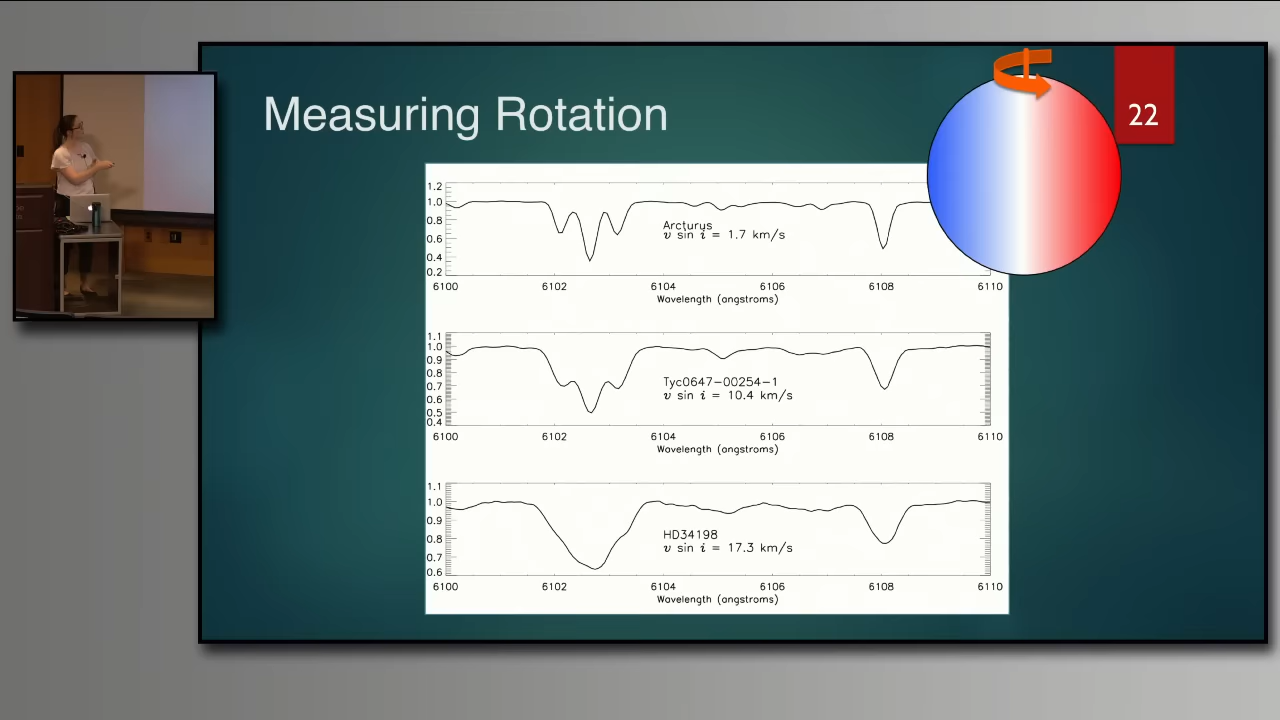 Measuring Rotation
22
1.2
1.0
0.8
0.6
0.4
0.2
Arcturus
v sin i = 1.7 km/s
6100 6102 6104 6106 6108 6110
Wavelength (angstroms)
1.1
1.0
0.9
0.8
0.7
0.6
0.5
0.4
Tyc0647-00254-1
v sin i = 10.4 km/s
6100 6102 6104 6106 6108 6110
Wavelength (angstroms)
1.1
1.0
0.9
0.8
0.7
0.6
HD34198
v sin i = 17.3 km/s
6100 6102 6104 6106 6108 6110
Wavelength (angstroms)